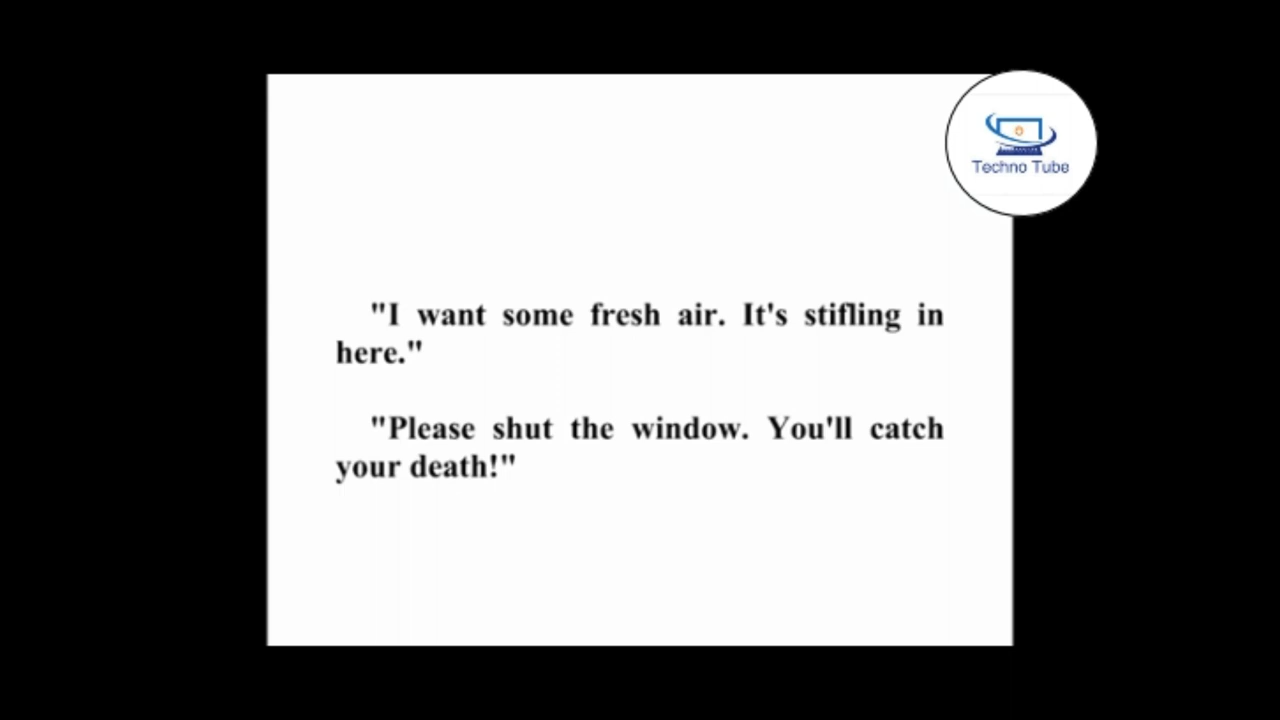 Techno Tube
"I want some fresh air. It's stifling in
here."
"Please shut the window. You'll catch
your death!"